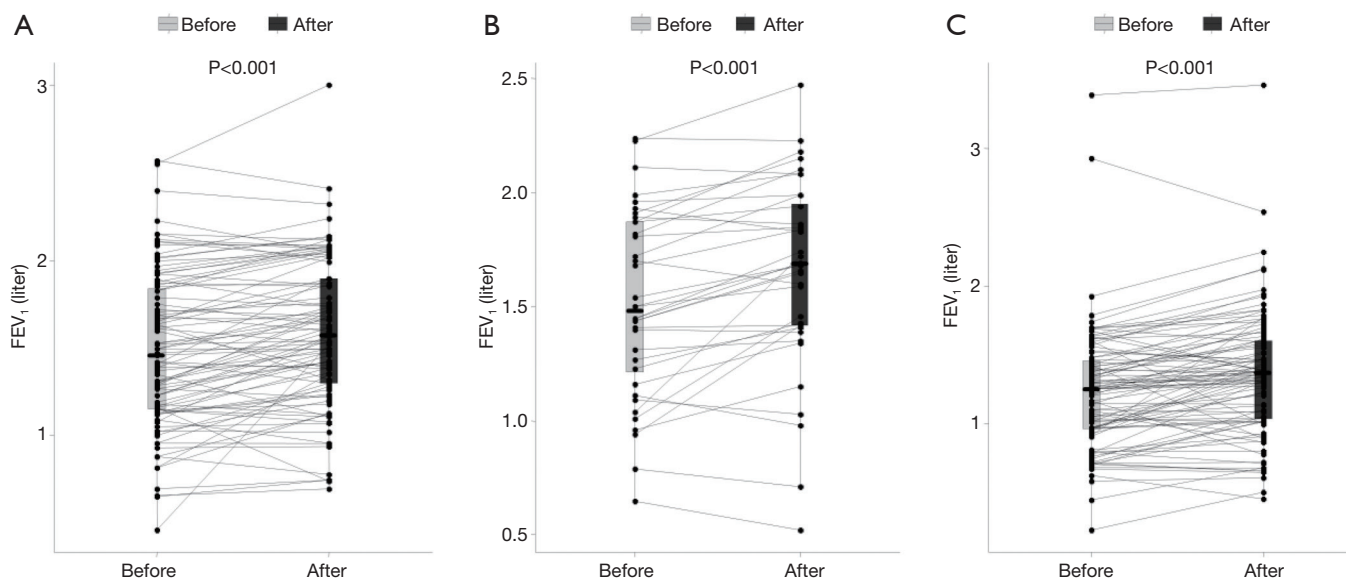 A
Before After
P<0.001
FEV1 (liter)
3
2
1
Before After
B
Before After
P<0.001
FEV1 (liter)
2.5
2.0
1.5
1.0
0.5
Before After
C
Before After
P<0.001
FEV1 (liter)
3
2
1
Before After